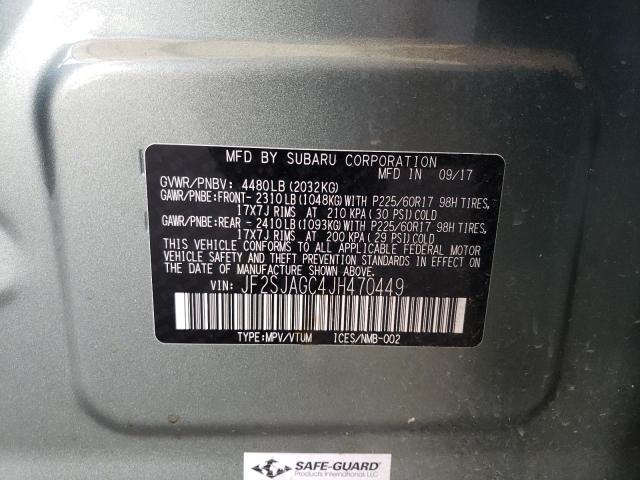 MFD BY SUBARU CORPORATION
MFD IN 09/17
GVWR/PNBV: 4480LB(2032KG)
GAWR/PNBE:FRONT- 2310LB(1048KG)WITH P225/60R17 98H TIRES,
17X7J RIMS AT 210 KPA(30 PSI)COLD
GAWR/PNBE:REAR - 2410LB(1093KG)WITH P225/60R17 98H TIRES,
17X7J RIMS AT 200 KPA(29 PSI)COLD
THIS VEHICLE CONFORMS TO ALL APPLICABLE FEDERAL MOTOR
VEHICLE SAFETY AND THEFT PREVENTION STANDARDS IN
EFFECT ON THE DATE OF MANUFACTURE SHOWN ABOVE.
VIN: JF2SJAGC4JH470449
TYPE:MPV/VTUM ICES/NMB-002
SAFE-GUARD
Products International, LLC